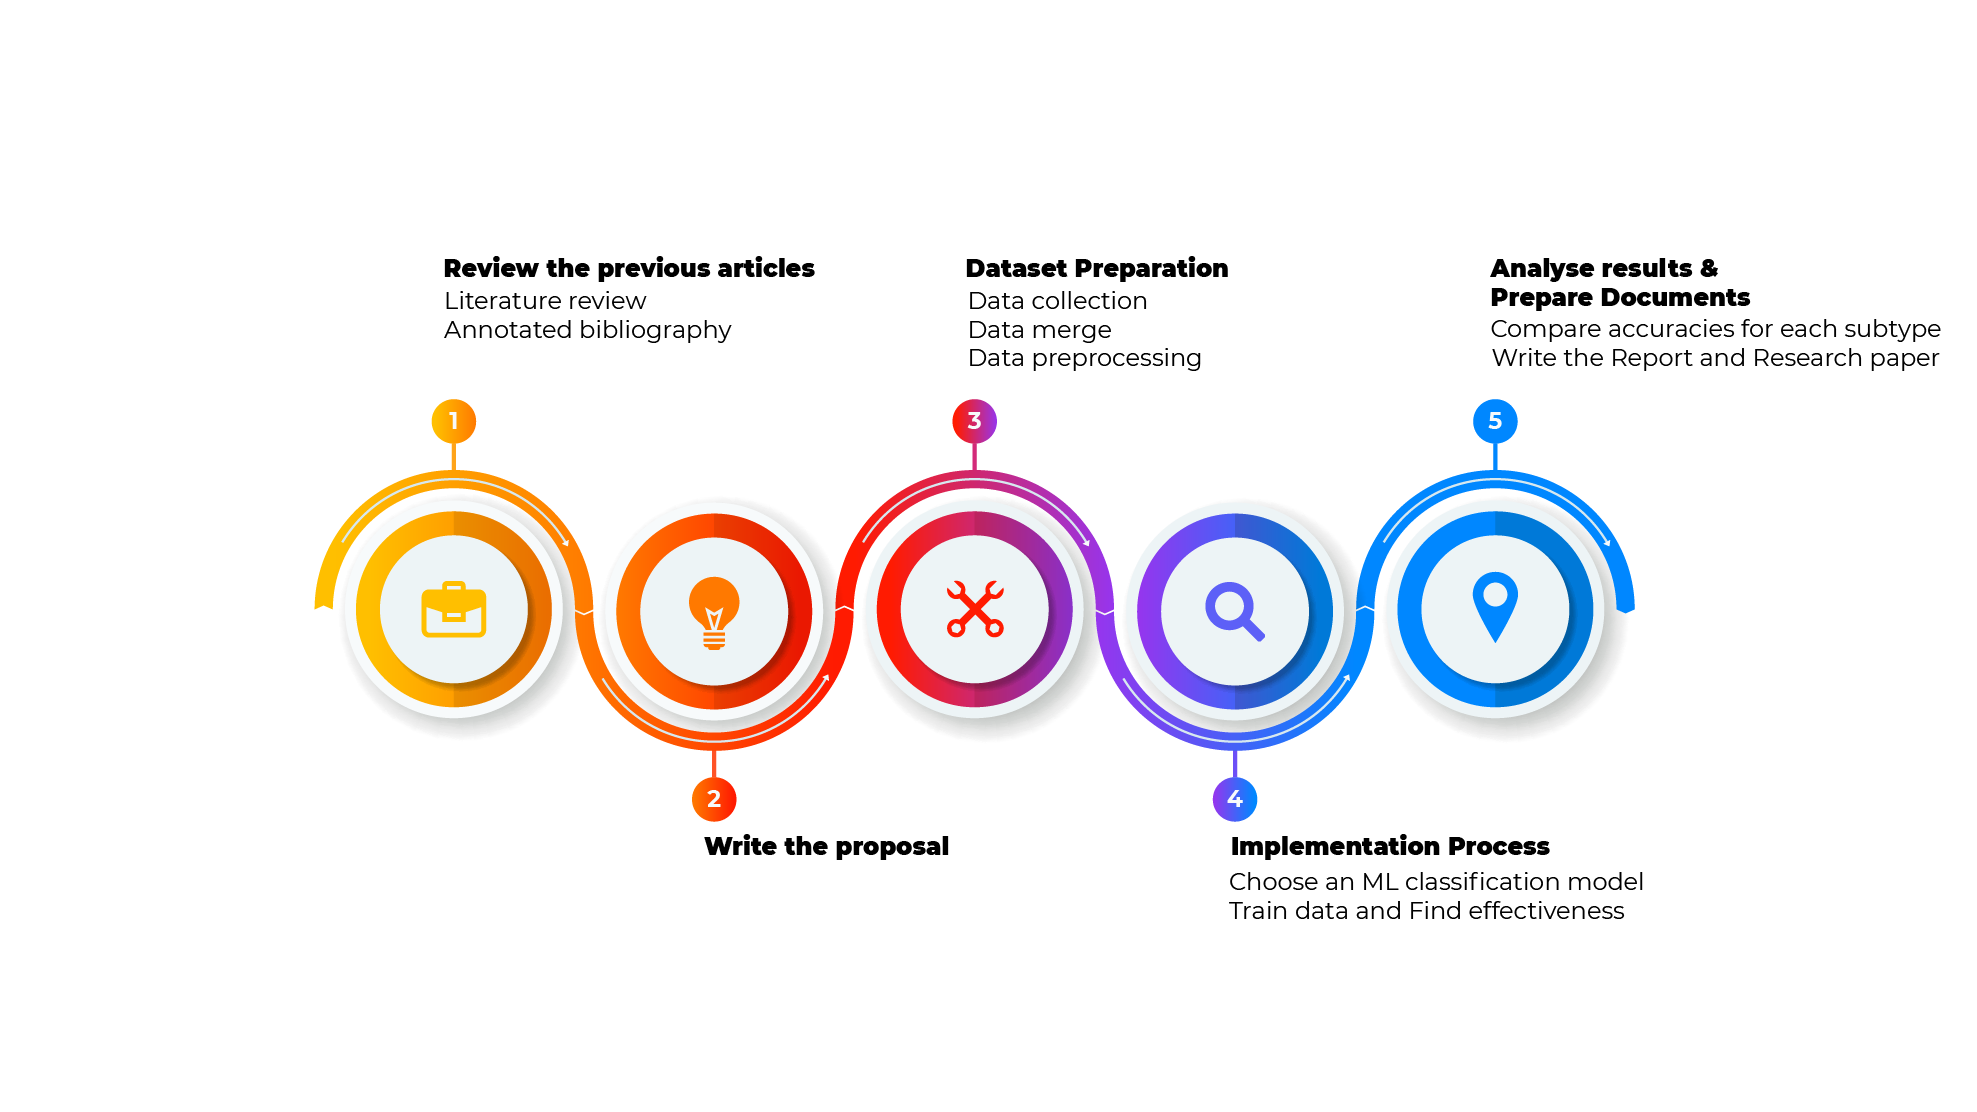 Review the previous articles
Literature review
Annotated bibliography
1
Write the proposal
2
Dataset Preparation
Data collection
Data merge
Data preprocessing
3
Implementation Process
Choose an ML classification model
Train data and Find effectiveness
4
Analyse results &
Prepare Documents
Compare accuracies for each subtype
Write the Report and Research paper
5